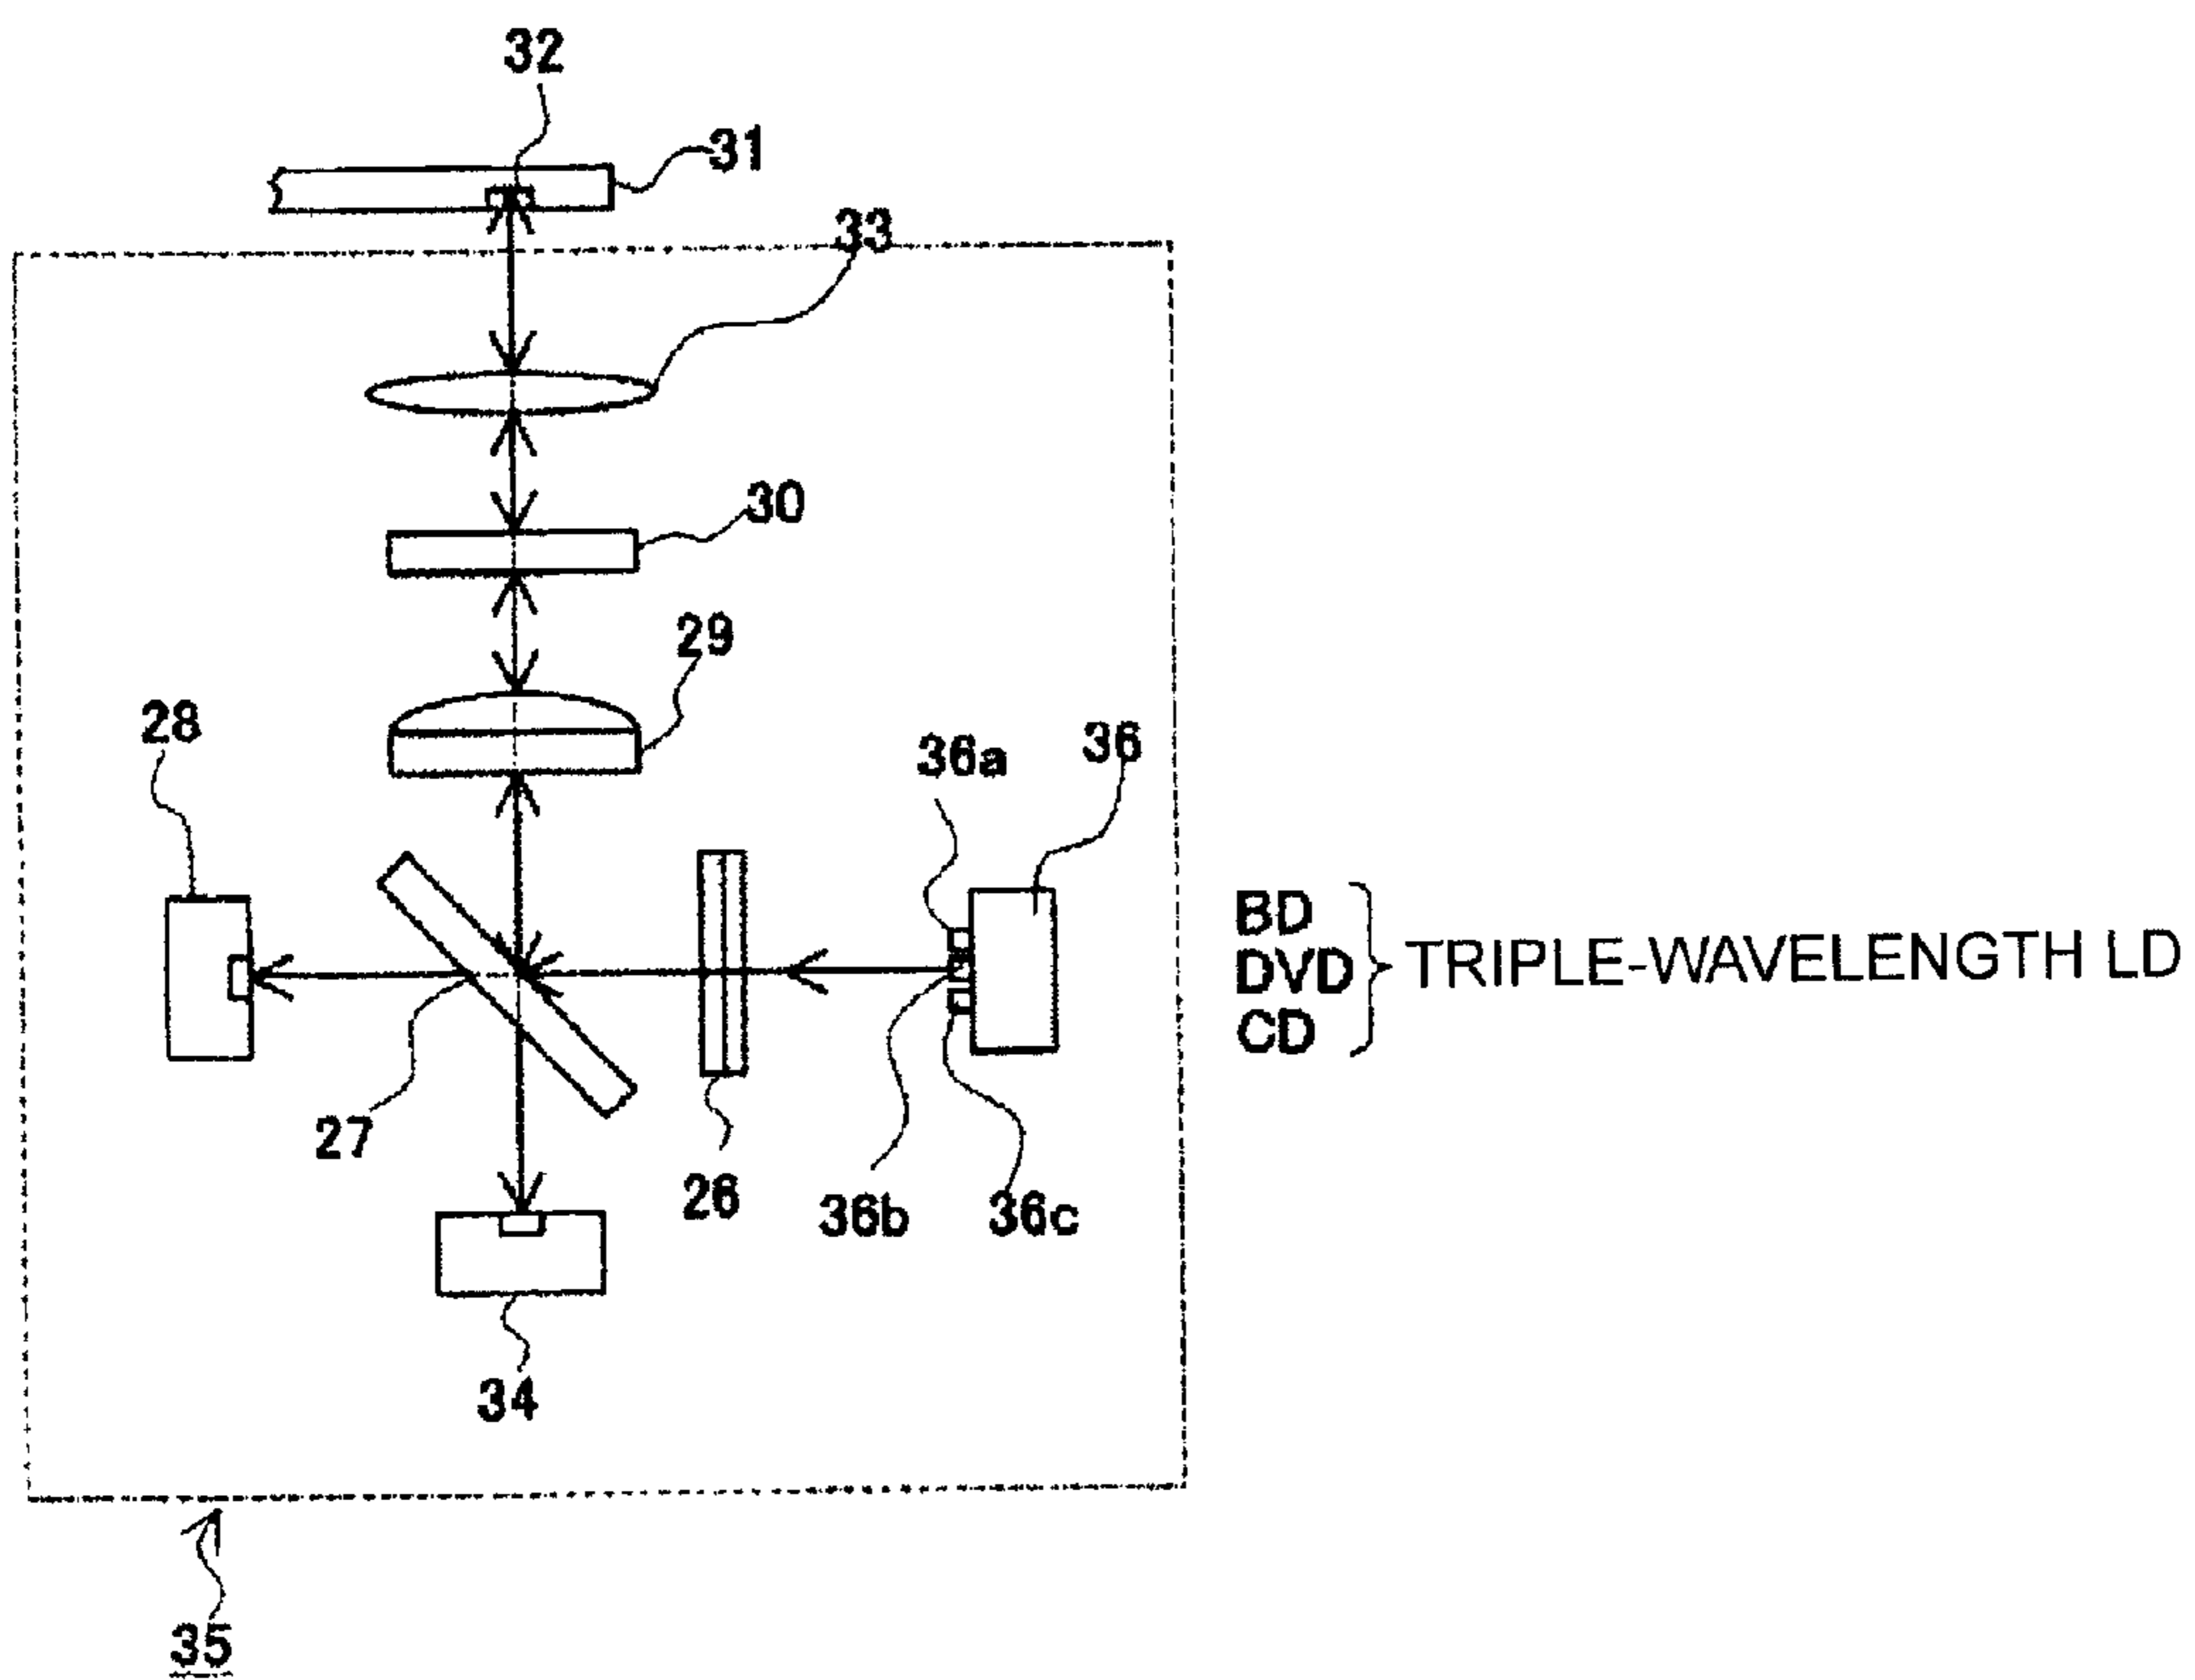 32
31
33
30
29
28
36a
36
BD
DVD
CD
TRIPLE-WAVELENGTH LD
27
26
36b
36c
34
35